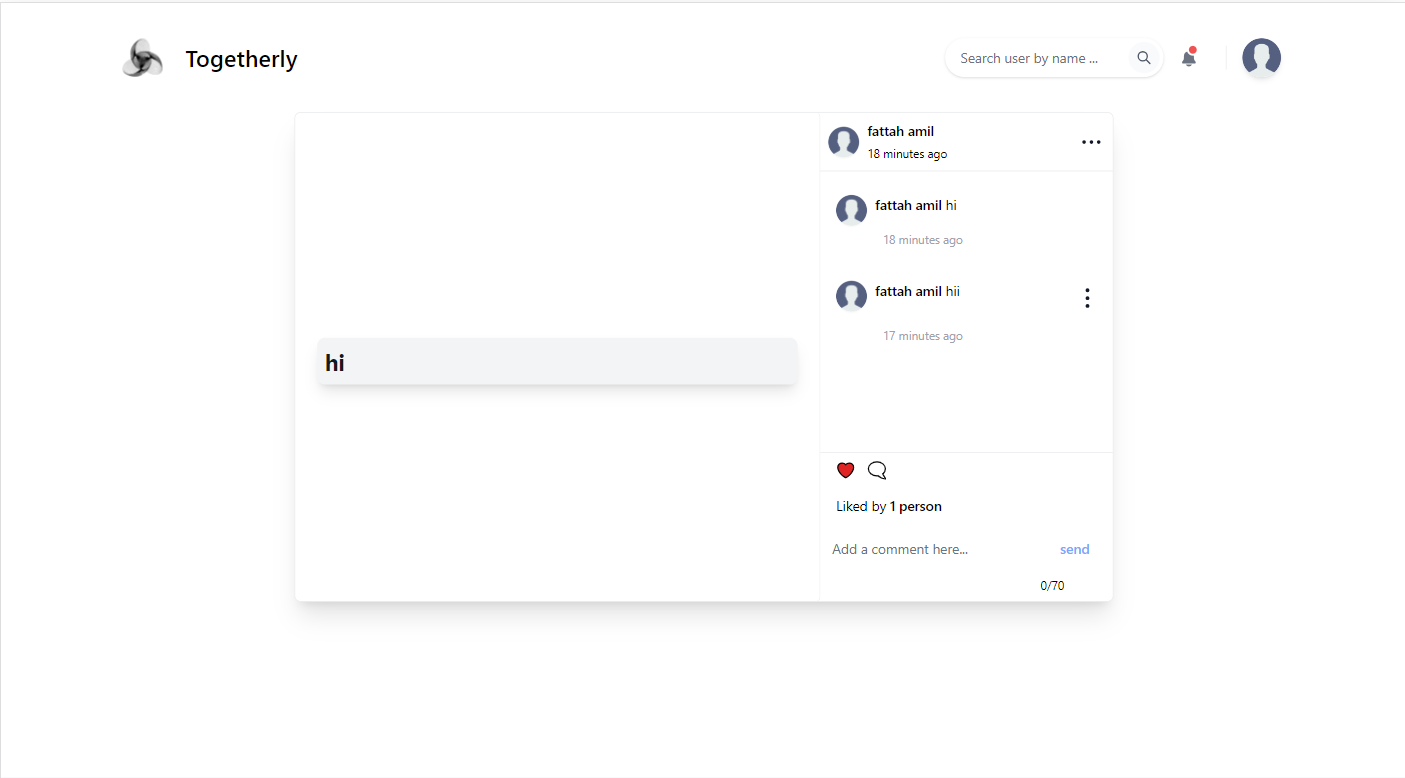 Togetherly
Search user by name ...
fattah amil
18 minutes ago
fattah amil hi
18 minutes ago
fattah amil hii
17 minutes ago
hi
Liked by 1 person
Add a comment here...
send
0/70